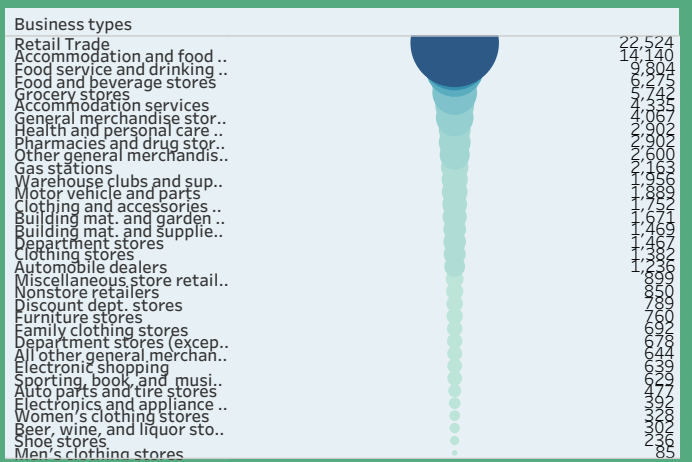 Business types
Retail Trade 22,524
Accommodation and food .. 14,140
Food service and drinking .. 9,804
Food and beverage stores 6,275
Grocery stores 5,742
Accommodation services 4,335
General merchandise stor.. 4,067
Health and personal care .. 2,902
Pharmacies and drug stor.. 2,902
Other general merchandis.. 2,600
Gas stations 2,163
Warehouse clubs and sup.. 1,956
Motor vehicle and parts 1,889
Clothing and accessories .. 1,752
Building mat. and garden .. 1,671
Building mat. and supplie.. 1,469
Department stores 1,467
Clothing stores 1,382
Automobile dealers 1,236
Miscellaneous store retail.. 899
Nonstore retailers 850
Discount dept. stores 789
Furniture stores 760
Family clothing stores 692
Department stores (excep.. 678
All other general merchan.. 644
Electronic shopping 639
Sporting, book, and musi.. 629
Auto parts and tire stores 477
Electronics and appliance .. 392
Women's clothing stores 328
Beer, wine, and liquor sto.. 302
Shoe stores 236
Men's clothing stores 85